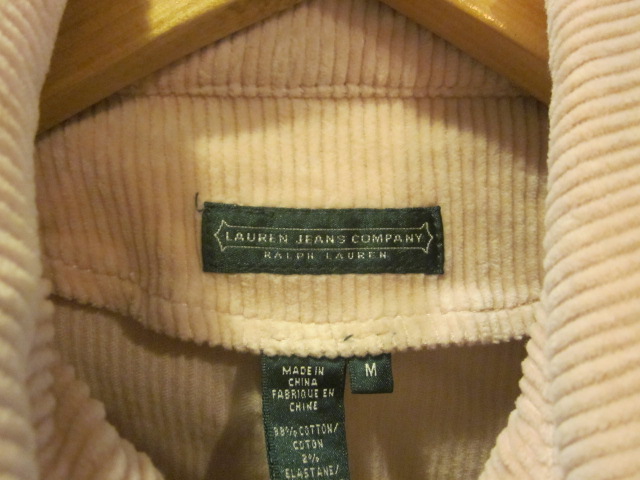 LAUREN JEANS COMPANY
RALPH LAUREN
M
MADE IN
CHINA
FABRIQUE EN
CHINE
98% COTTON/
COTON
2%
ELASTANE/